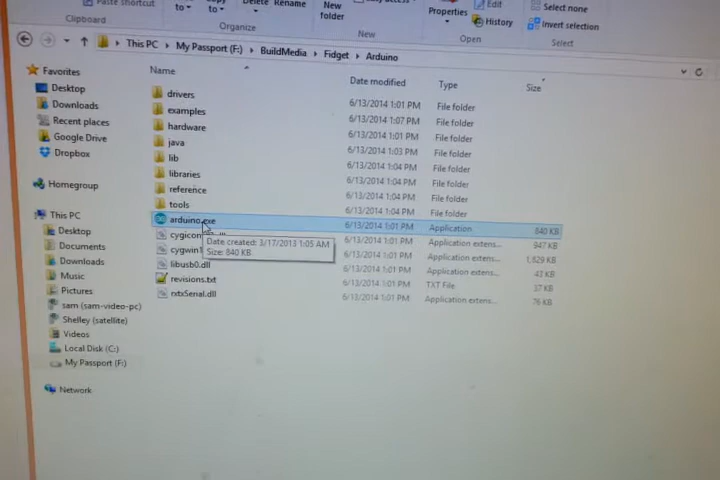 Paste shortcut
to
to
Delete
Rename
New
folder
Properties
Edit
History
Select none
Invert selection
Clipboard
Organize
New
Open
Select
This PC
My Passport (F:)
BuildMedia
Fidget
Arduino
Favorites
Desktop
Downloads
Recent places
Google Drive
Dropbox
Homegroup
This PC
Desktop
Documents
Downloads
Music
Pictures
sam (sam-video-pc)
Shelley (satellite)
Videos
Local Disk (C:)
My Passport (F:)
Network
Name Date modified Type Size
drivers 6/13/2014 1:01 PM File folder
examples 6/13/2014 1:07 PM File folder
hardware 6/13/2014 1:01 PM File folder
java 6/13/2014 1:03 PM File folder
lib 6/13/2014 1:04 PM File folder
libraries 6/13/2014 1:04 PM File folder
reference 6/13/2014 1:04 PM File folder
tools 6/13/2014 1:04 PM File folder
arduino.exe 6/13/2014 1:01 PM Application 840 KB
6/13/2014 1:01 PM Application extens... 947 KB
6/13/2014 1:01 PM Application extens... 1,829 KB
libusb0.dll 6/13/2014 1:01 PM Application extens... 43 KB
revisions.txt 6/13/2014 1:01 PM TXT File 37 KB
rxtxSerial.dll 6/13/2014 1:01 PM Application extens... 76 KB
Date created: 3/17/2013 1:05 AM
Size: 840 KB